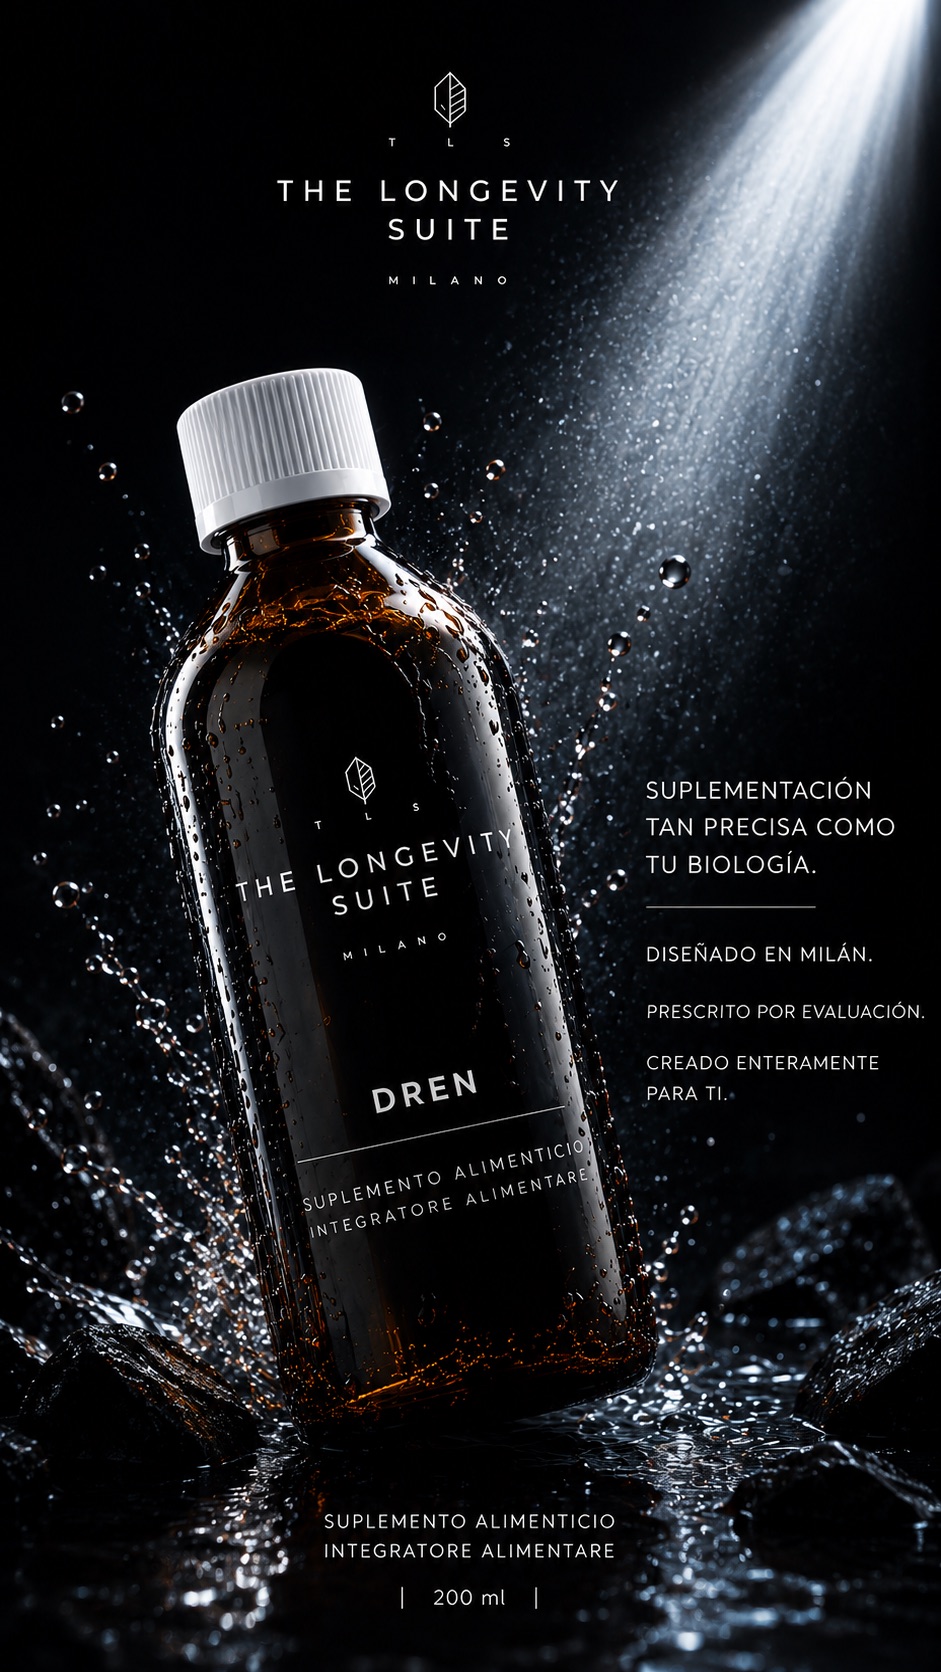 T L S
THE LONGEVITY
SUITE
MILANO
T L S
THE LONGEVITY
SUITE
MILANO
DREN
SUPLEMENTO ALIMENTICIO
INTEGRATORE ALIMENTARE
SUPLEMENTACIÓN
TAN PRECISA COMO
TU BIOLOGÍA.
DISEÑADO EN MILÁN.
PRESCRITO POR EVALUACIÓN.
CREADO ENTERAMENTE
PARA TI.
SUPLEMENTO ALIMENTICIO
INTEGRATORE ALIMENTARE
| 200 ml |